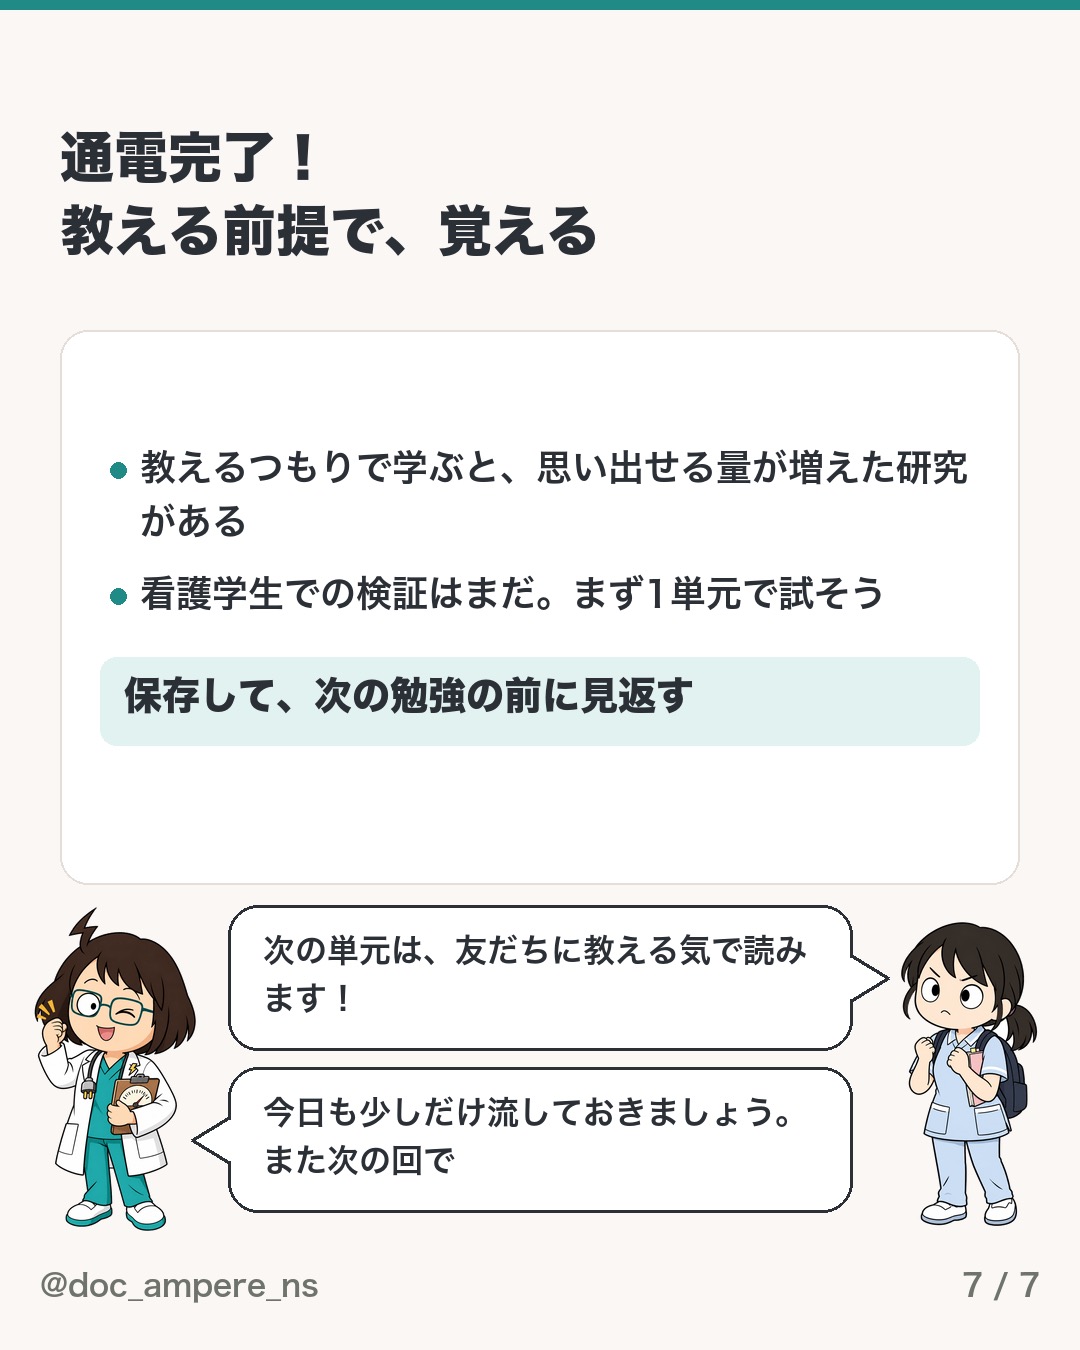 通電完了！
教える前提で、覚える
教えるつもりで学ぶと、思い出せる量が増えた研究
がある
看護学生での検証はまだ。まず1単元で試そう
保存して、次の勉強の前に見返す
次の単元は、友だちに教える気で読み
ます！
今日も少しだけ流しておきましょう。
また次の回で
@doc_ampere_ns
7 / 7